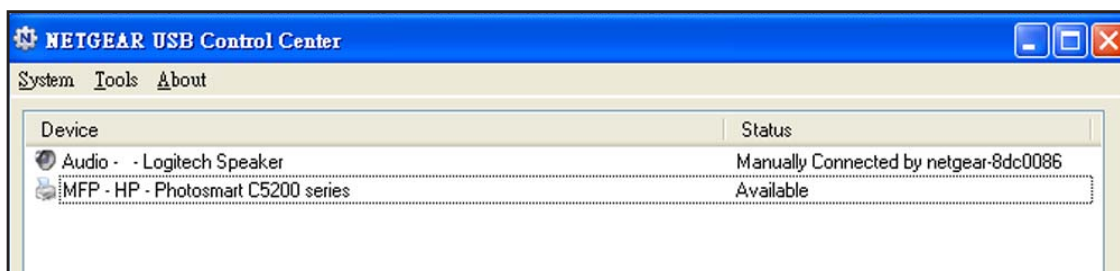 NETGEAR USB Control Center
System Tools About
Device Status
Audio - - Logitech Speaker Manually Connected by netgear-8dc0086
MFP - HP - Photosmart C5200 series Available